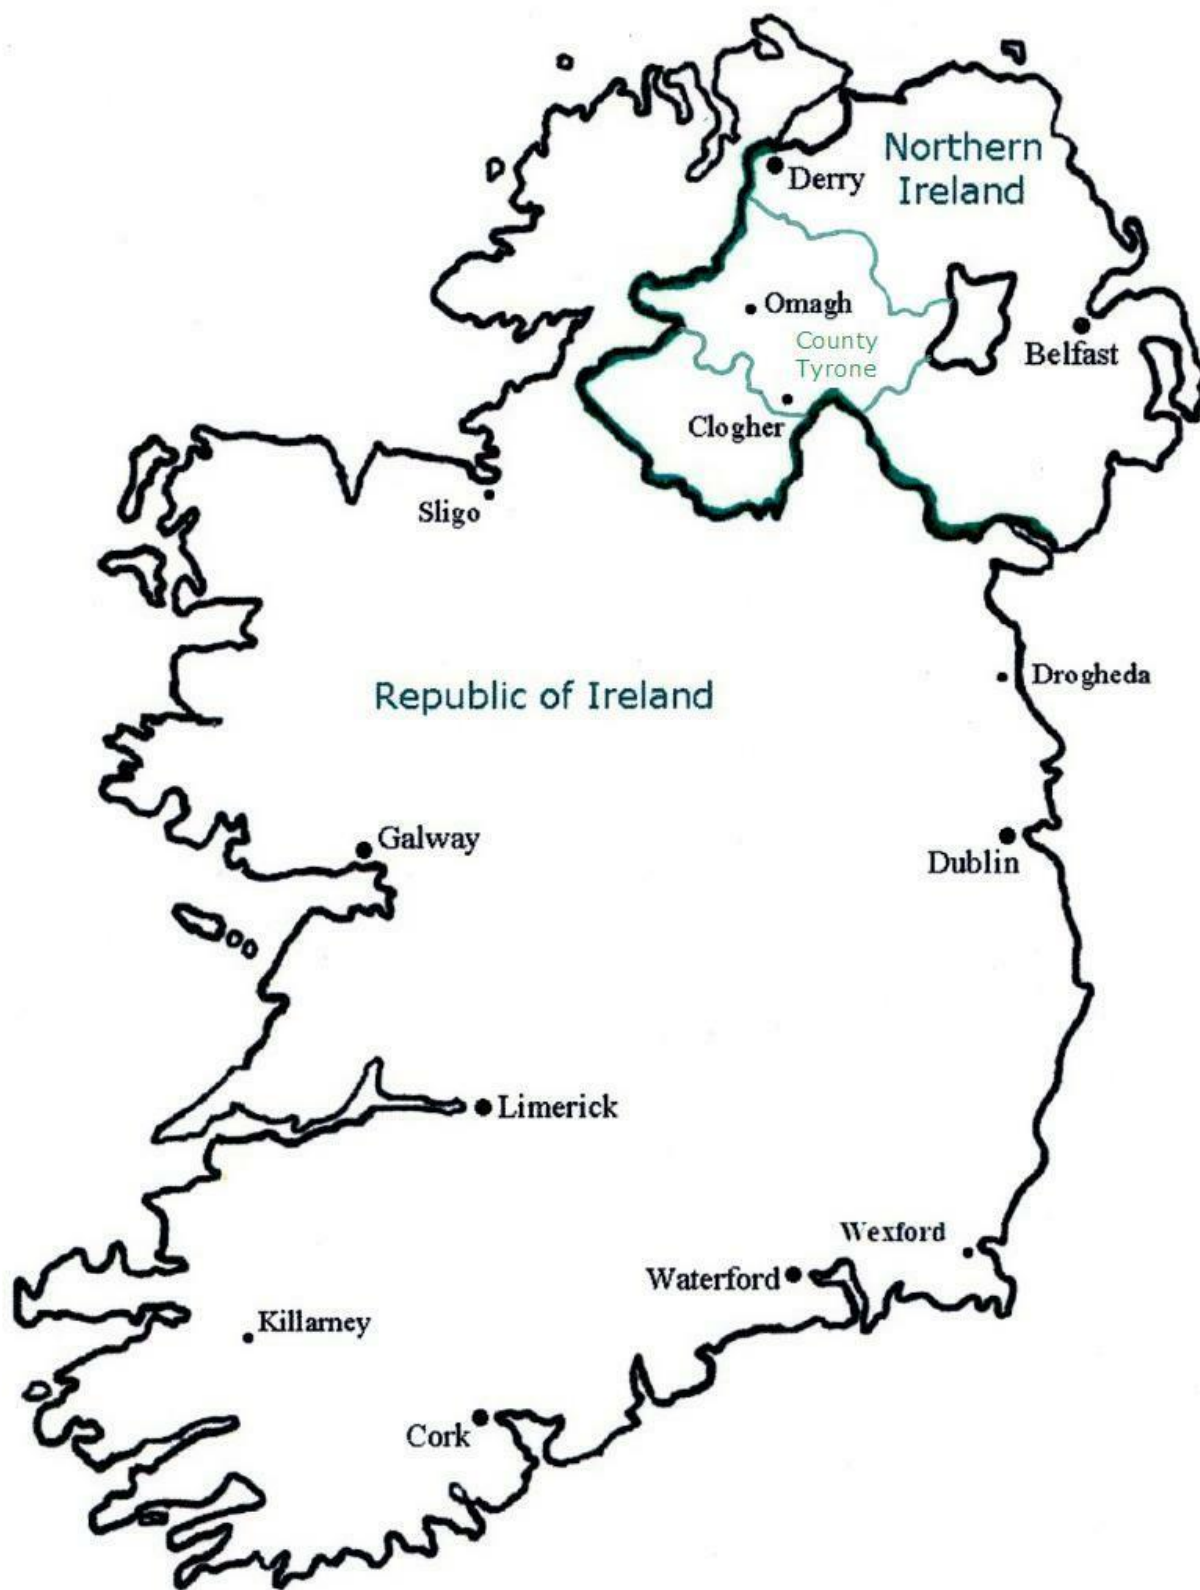 Northern
Ireland
Derry
Omagh
County
Tyrone
Belfast
Clogher
Sligo
Drogheda
Republic of Ireland
Galway
Dublin
Limerick
Wexford
Waterford
Killarney
Cork